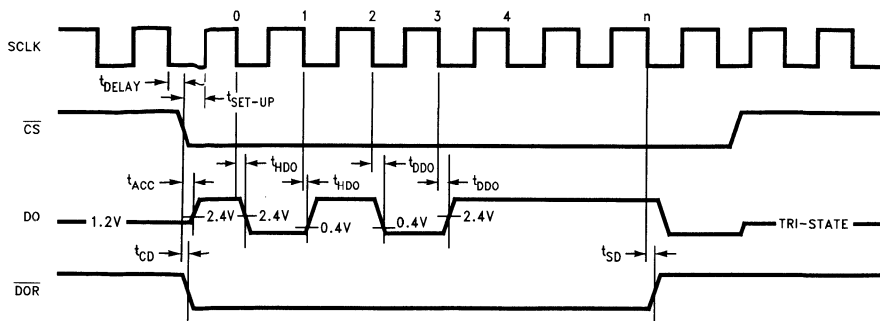 0 1 2 3 4 n
SCLK
tDELAY
tSET-UP
CS
tHDO tHDO tDDO tDDO
tACC
DO 1.2V 2.4V 2.4V 0.4V 0.4V 2.4V TRI-STATE
tCD tSD
DOR